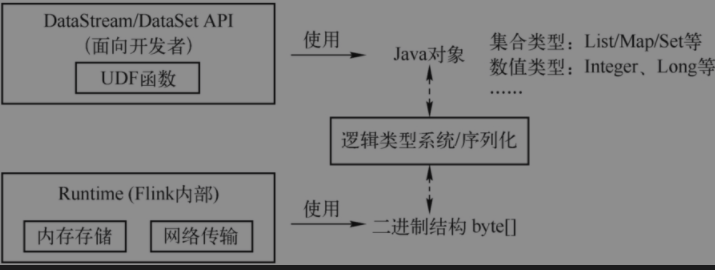 DataStream/DataSet API
(面向开发者)
UDF函数
使用
Java对象
集合类型：List/Map/Set等
数值类型：Integer、Long等
……
逻辑类型系统/序列化
Runtime (Flink内部)
内存存储
网络传输
使用
二进制结构 byte[]